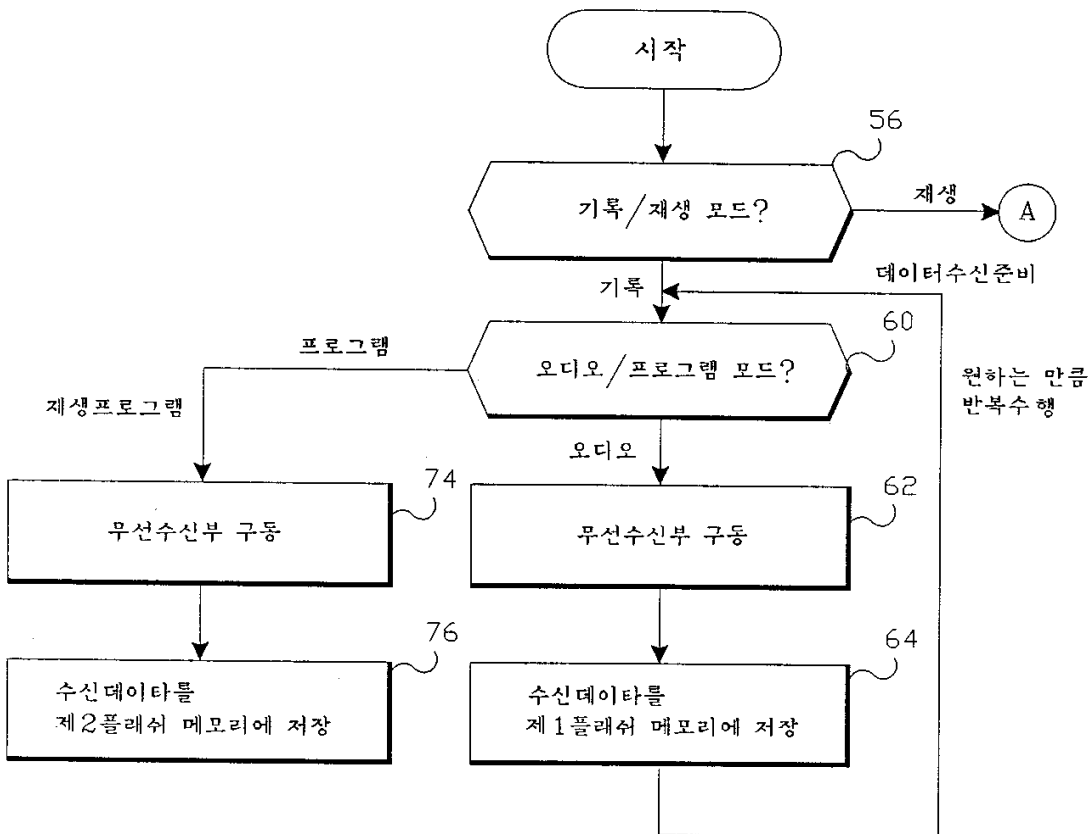 시작
56
기록/재생 모드?
재생
A
기록
데이터수신준비
60
프로그램
오디오/프로그램 모드?
원하는 만큼
반복수행
재생프로그램
오디오
74
62
무선수신부 구동
무선수신부 구동
76
64
수신데이타를
제2플래쉬 메모리에 저장
수신데이타를
제1플래쉬 메모리에 저장